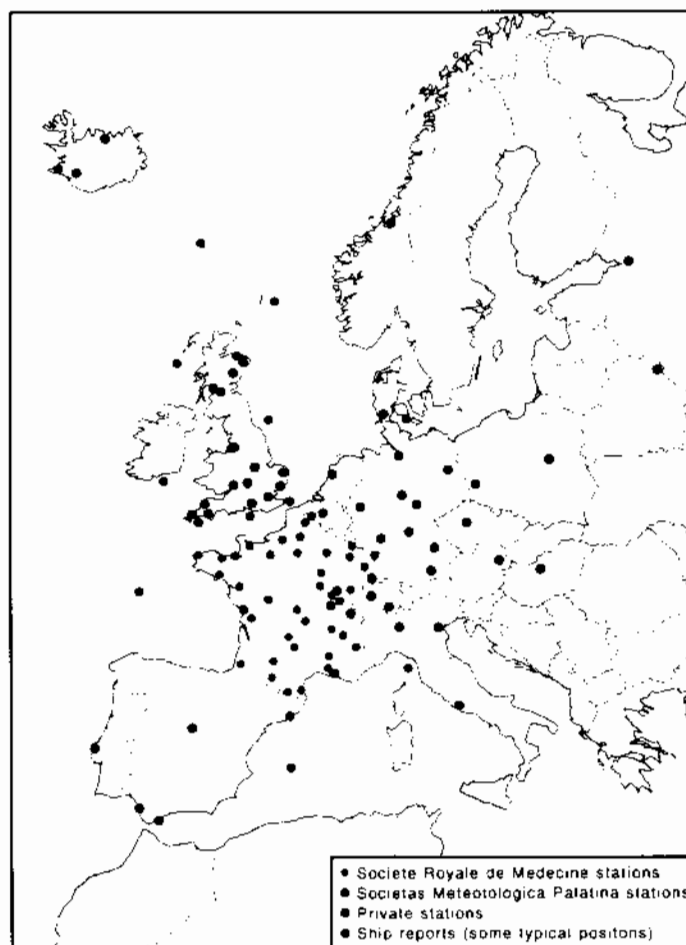 • Societe Royale de Medecine stations
• Societas Meteotologica Palatina stations
• Private stations
• Ship reports (some typical positons)